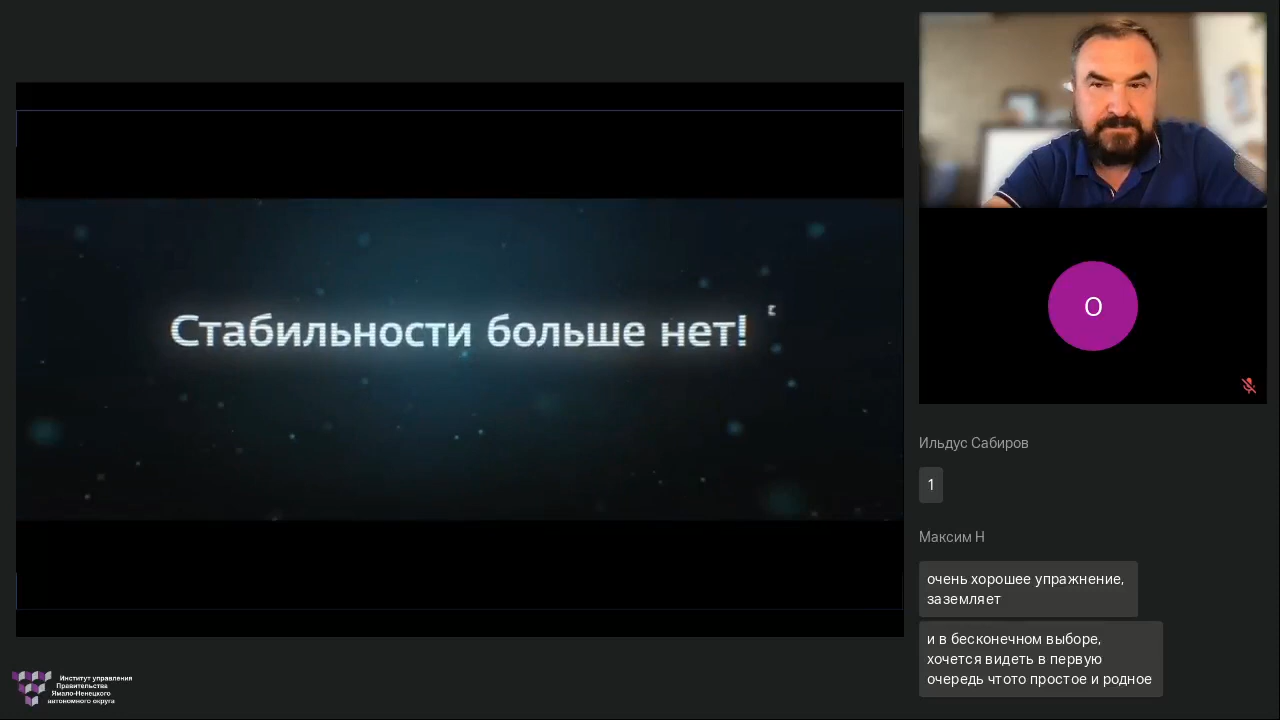 Стабильности больше нет!
О
Ильдус Сабиров
1
Максим Н
очень хорошее упражнение,
заземляет
и в бесконечном выборе,
хочется видеть в первую
очередь чтото простое и родное
Институт управления
Правительства
Ямало-Ненецкого
автономного округа